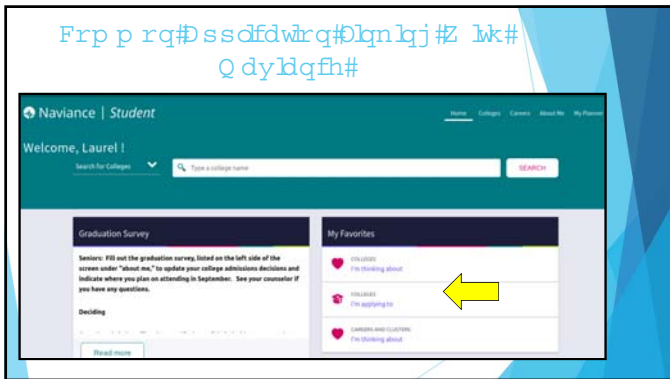 Frp p rq#Dssolfdwlrq#Olqnlqj#Z lwk#
Q dyldqfh#
Naviance | Student
Home Colleges Careers About Me My Planner
Welcome, Laurel !
Search for Colleges
Type a college name
SEARCH
Graduation Survey
Seniors: Fill out the graduation survey, listed on the left side of the
screen under "about me," to update your college admissions decisions and
indicate where you plan on attending in September. See your counselor if
you have any questions.
Deciding
Read more
My Favorites
COLLEGES
I'm thinking about
COLLEGES
I'm applying to
CAREERS AND CLUSTERS
I'm thinking about